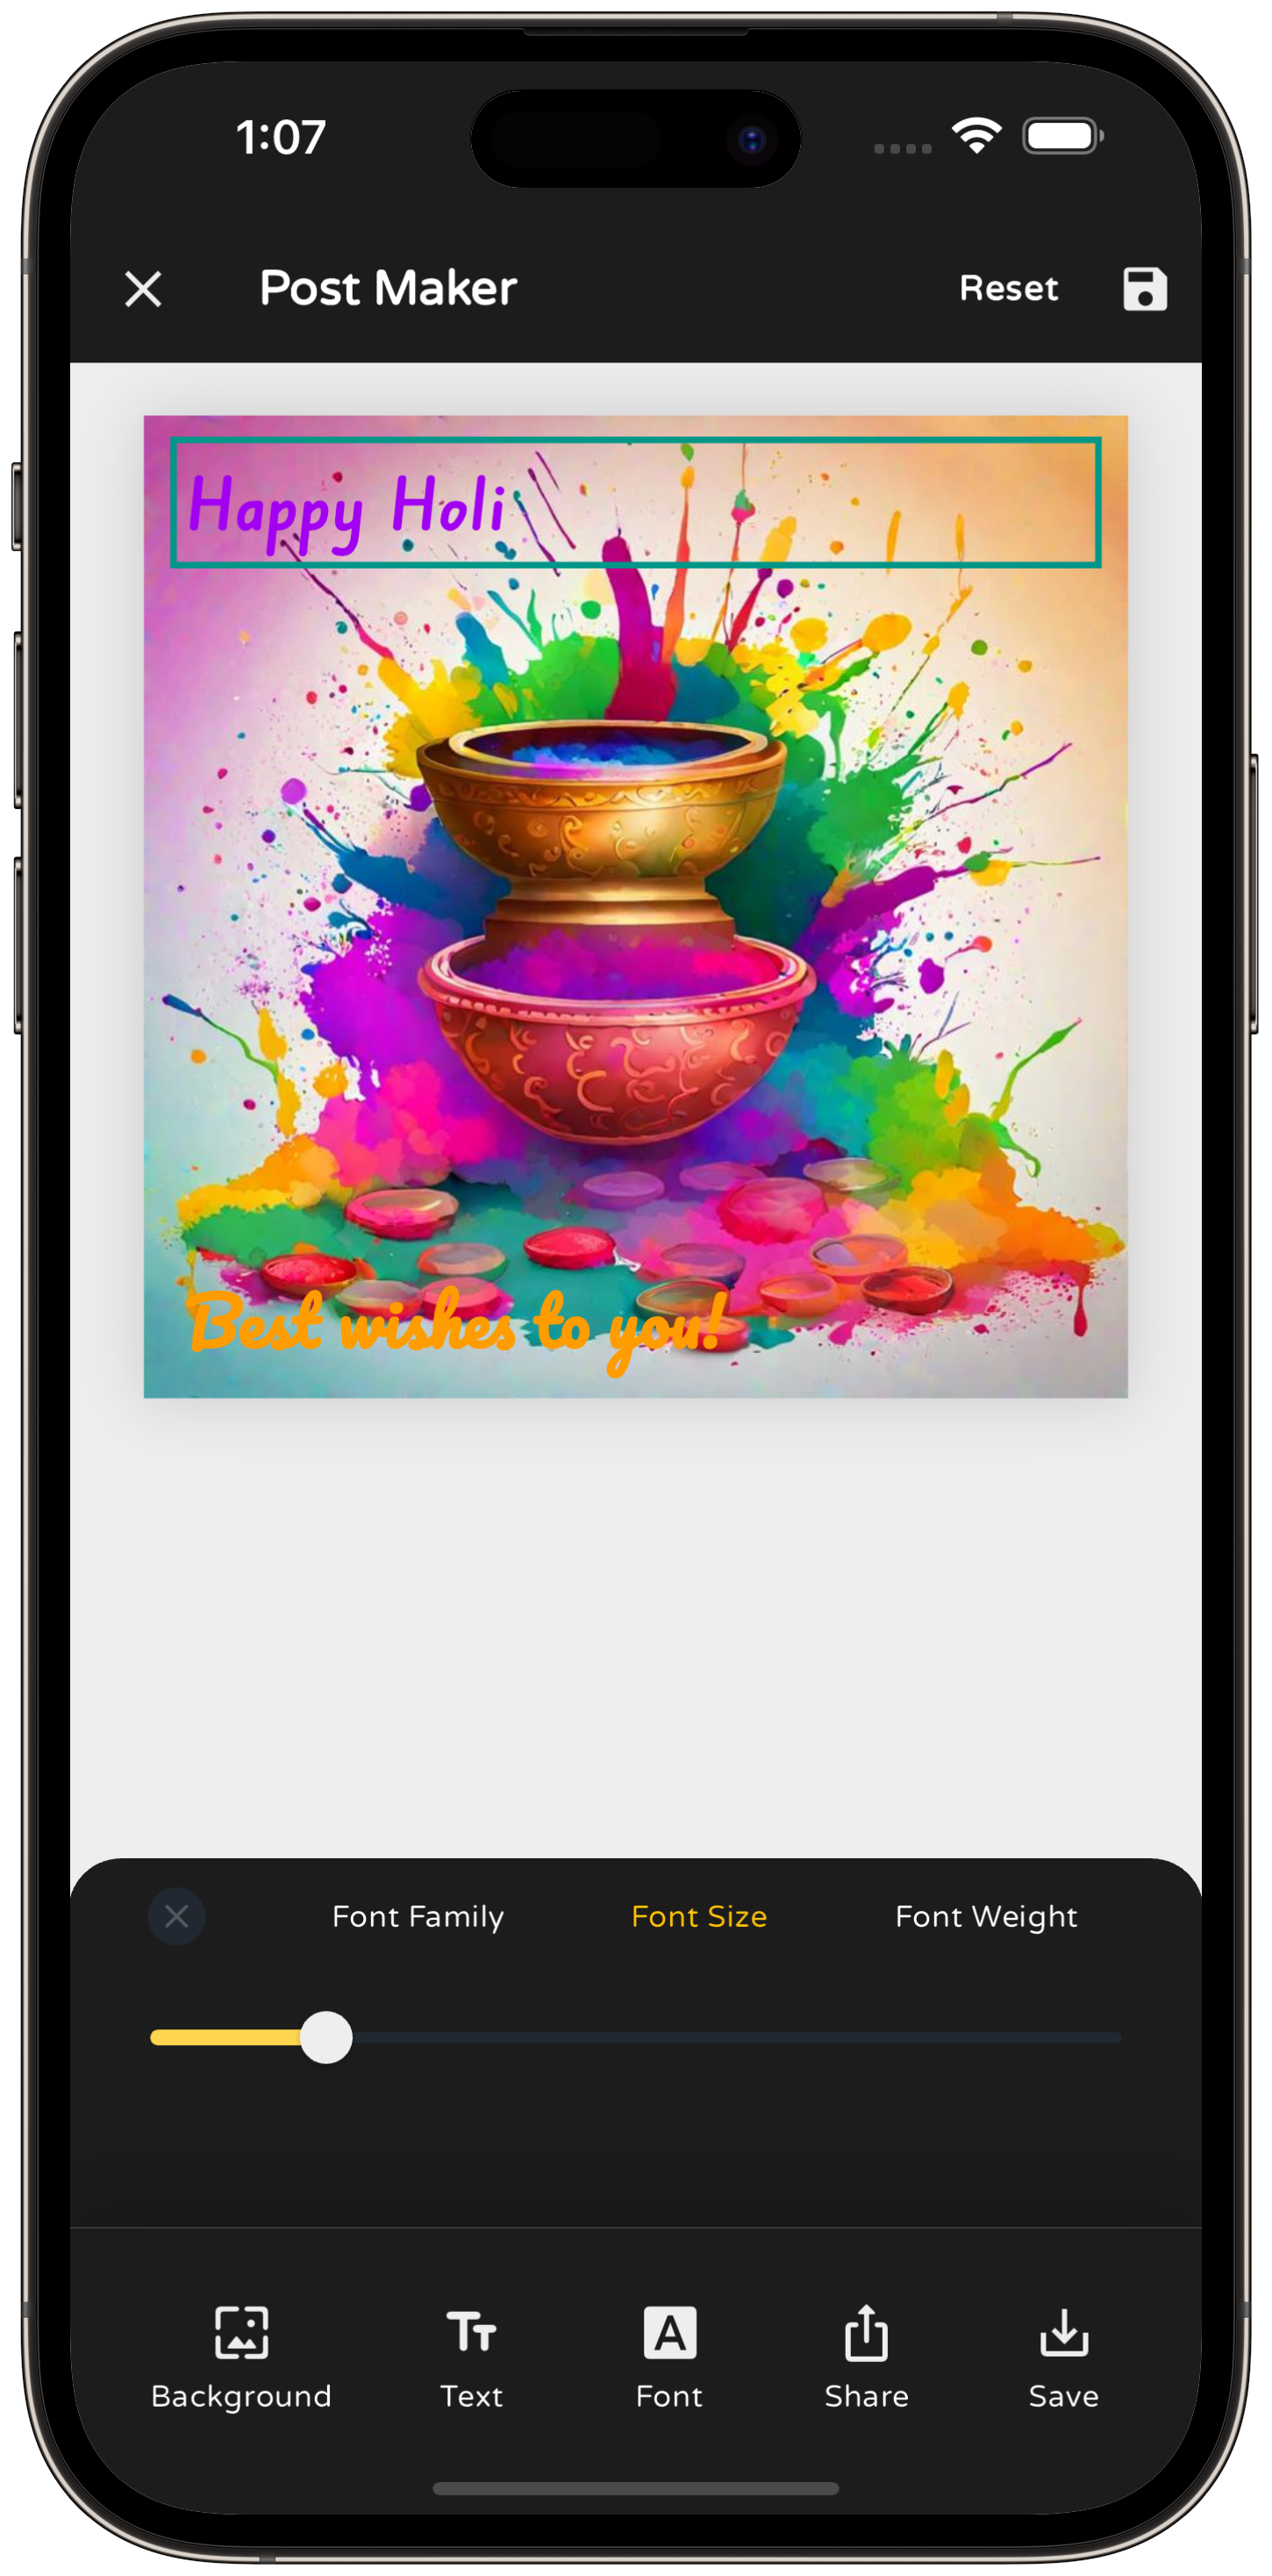 1:07
Post Maker
Reset
Happy Holi
Best wishes to you!
Font Family
Font Size
Font Weight
Background
Text
Font
Share
Save